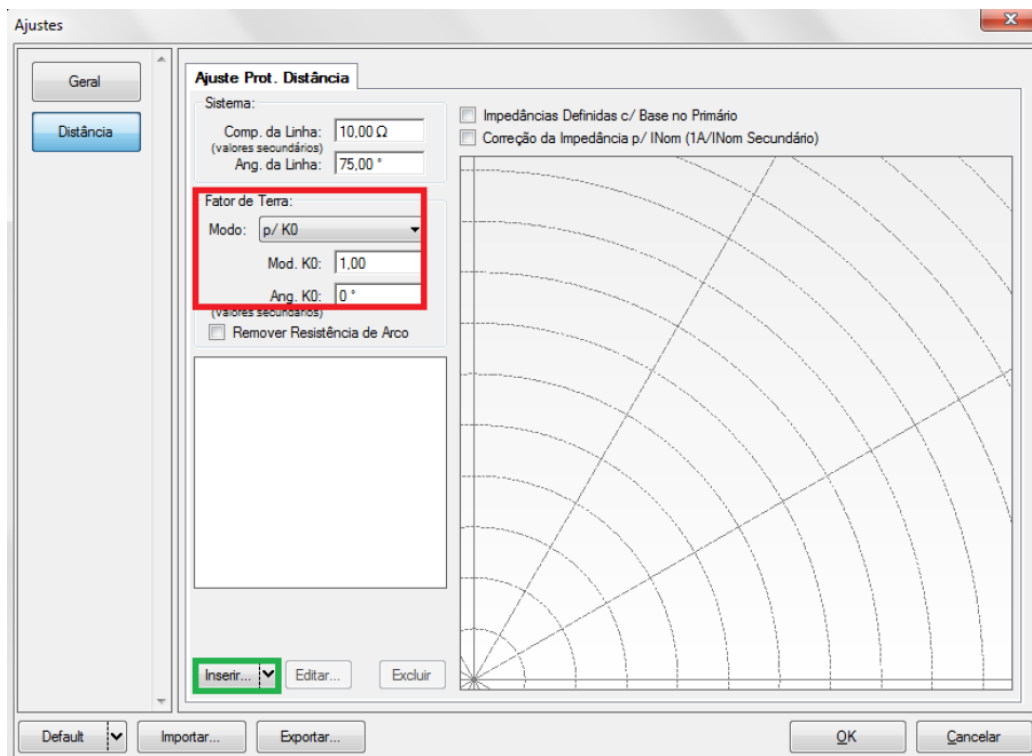 Ajustes
Geral
Distância
Ajuste Prot. Distância
Sistema:
Comp. da Linha: 10,00 Ω
(valores secundários)
Ang. da Linha: 75,00 °
Fator de Terra:
Modo: p/ K0
Mod. K0: 1,00
Ang. K0: 0 °
(valores secundários)
Remover Resistência de Arco
Impedâncias Definidas c/ Base no Primário
Correção da Impedância p/ INom (1A/INom Secundário)
Inserir... Editar... Excluir
Default Importar... Exportar... OK Cancelar